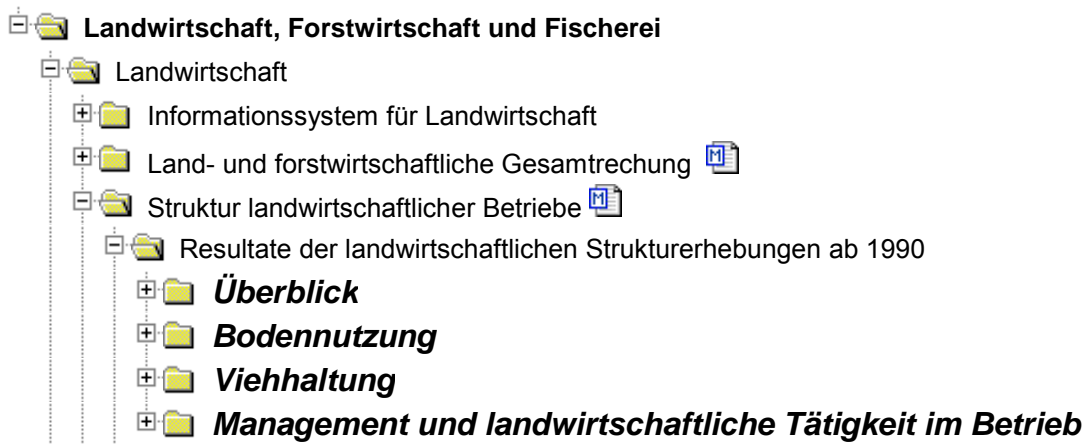 Landwirtschaft, Forstwirtschaft und Fischerei
Landwirtschaft
Informationssystem für Landwirtschaft
Land- und forstwirtschaftliche Gesamtrechung M
Struktur landwirtschaftlicher Betriebe M
Resultate der landwirtschaftlichen Strukturerhebungen ab 1990
Überblick
Bodennutzung
Viehhaltung
Management und landwirtschaftliche Tätigkeit im Betrieb